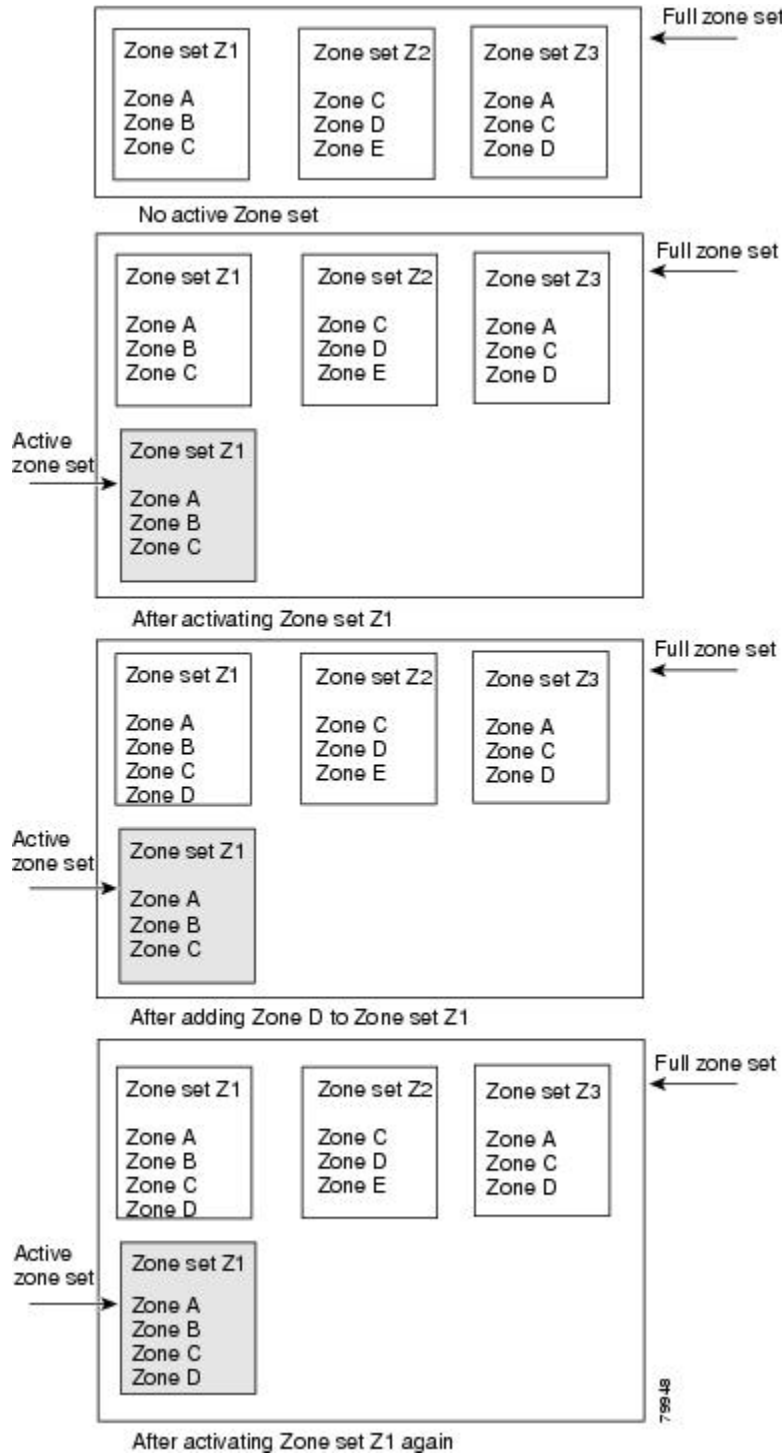 Full zone set
Zone set Z1
Zone A
Zone B
Zone C
Zone set Z2
Zone C
Zone D
Zone E
Zone set Z3
Zone A
Zone C
Zone D
No active Zone set
Full zone set
Zone set Z1
Zone A
Zone B
Zone C
Zone set Z2
Zone C
Zone D
Zone E
Zone set Z3
Zone A
Zone C
Zone D
Active
zone set
Zone set Z1
Zone A
Zone B
Zone C
After activating Zone set Z1
Full zone set
Zone set Z1
Zone A
Zone B
Zone C
Zone D
Zone set Z2
Zone C
Zone D
Zone E
Zone set Z3
Zone A
Zone C
Zone D
Active
zone set
Zone set Z1
Zone A
Zone B
Zone C
After adding Zone D to Zone set Z1
Full zone set
Zone set Z1
Zone A
Zone B
Zone C
Zone D
Zone set Z2
Zone C
Zone D
Zone E
Zone set Z3
Zone A
Zone C
Zone D
Active
zone set
Zone set Z1
Zone A
Zone B
Zone C
Zone D
79948
After activating Zone set Z1 again